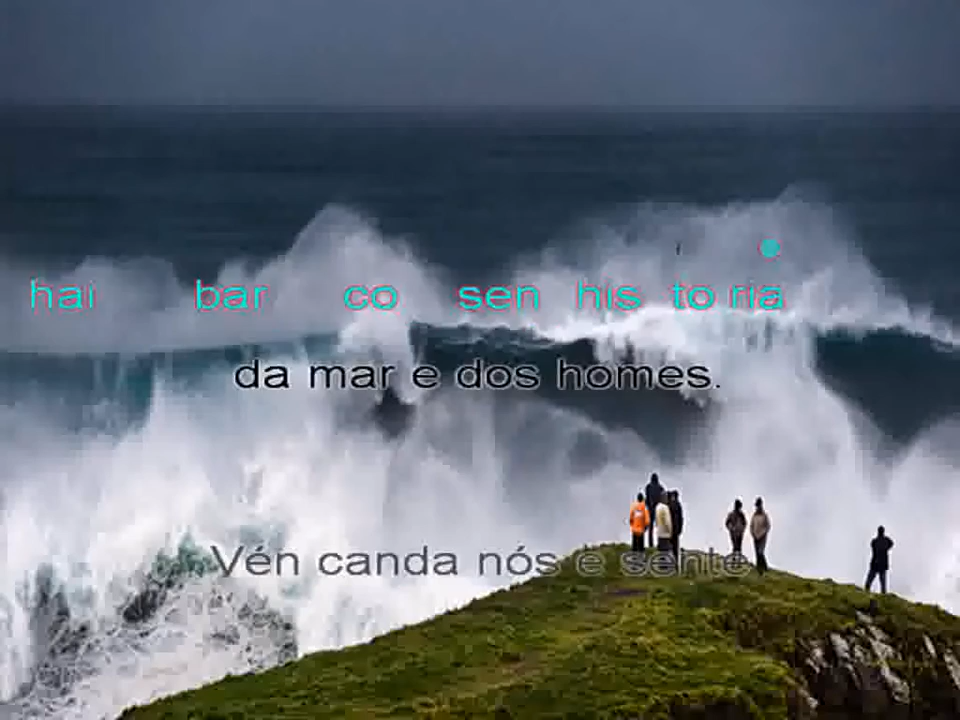 hai bar co sen his to ria
da mar e dos homes.
Vén canda nós e sente